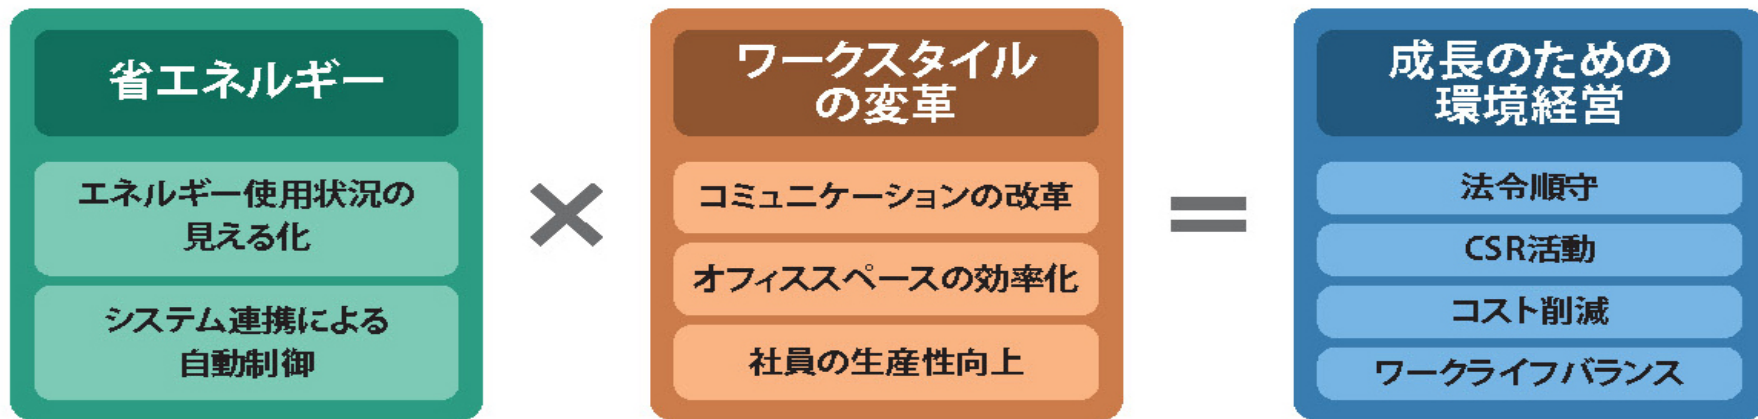 省エネルギー
エネルギー使用状況の
見える化
システム連携による
自動制御
×
ワークスタイル
の変革
コミュニケーションの改革
オフィススペースの効率化
社員の生産性向上
=
成長のための
環境経営
法令順守
CSR活動
コスト削減
ワークライフバランス